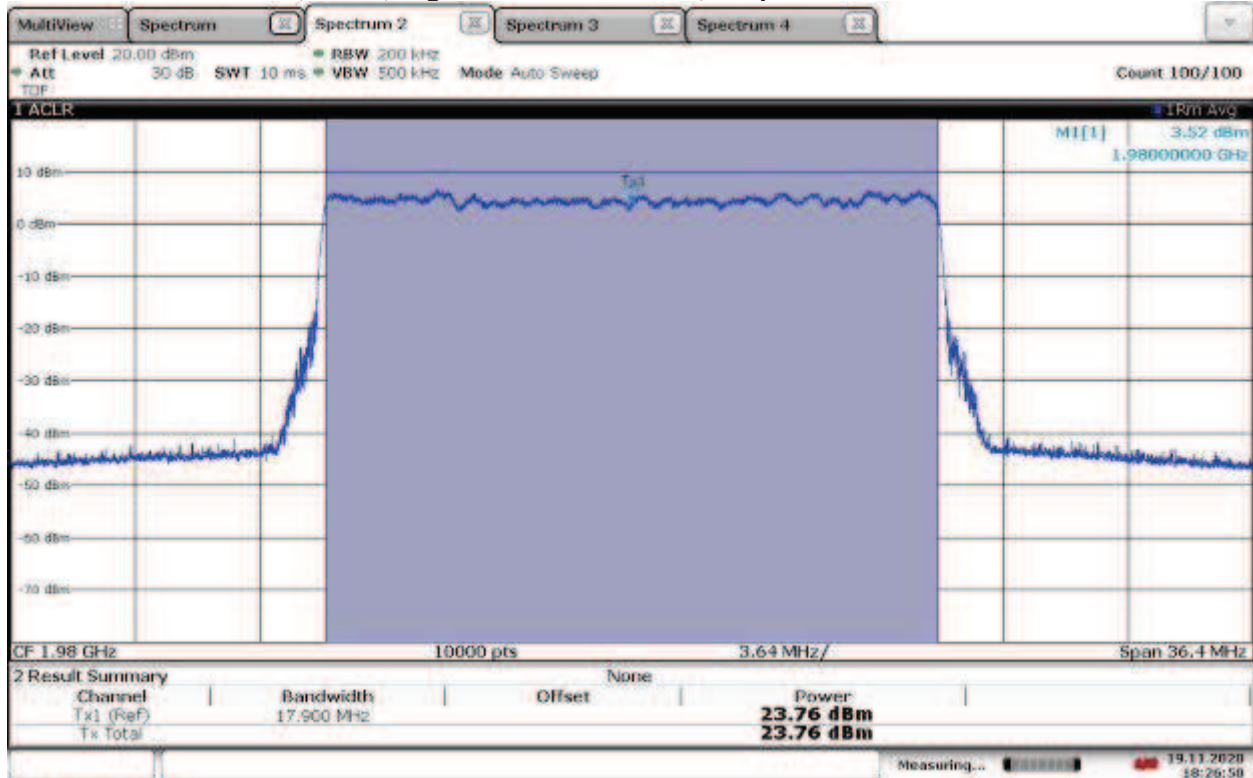 MultiView Spectrum Spectrum 2 Spectrum 3 Spectrum 4
Ref Level 20.00 dBm RBW 200 kHz
Att 30 dB SWT 10 ms VBW 500 kHz Mode Auto Sweep Count 100/100
TDF
1 ACLR 1Rm Avg
M1[1] 3.52 dBm
1.98000000 GHz
10 dBm
Tx1
0 dBm
-10 dBm
-20 dBm
-30 dBm
-40 dBm
-50 dBm
-60 dBm
-70 dBm
CF 1.98 GHz 10000 pts 3.64 MHz/ Span 36.4 MHz
2 Result Summary None
Channel Bandwidth Offset Power
Tx1 (Ref) 17.900 MHz 23.76 dBm
Tx Total 23.76 dBm
Measuring... 19.11.2020
18:26:50